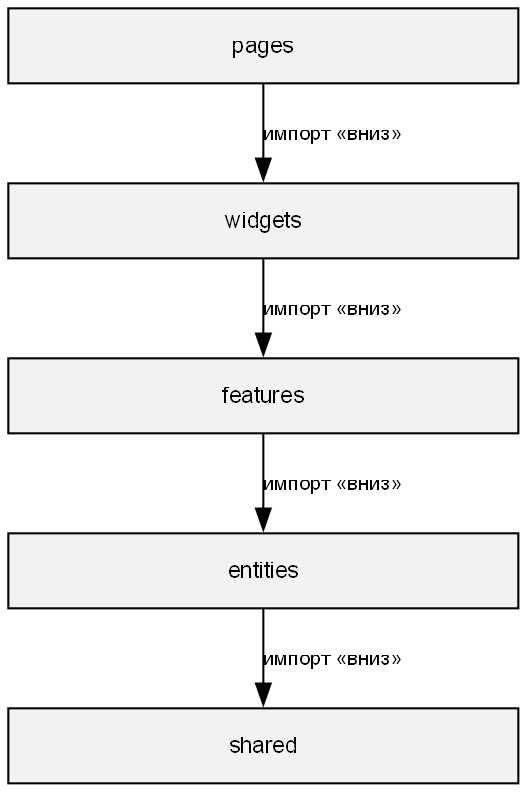 pages
импорт «вниз»
widgets
импорт «вниз»
features
импорт «вниз»
entities
импорт «вниз»
shared